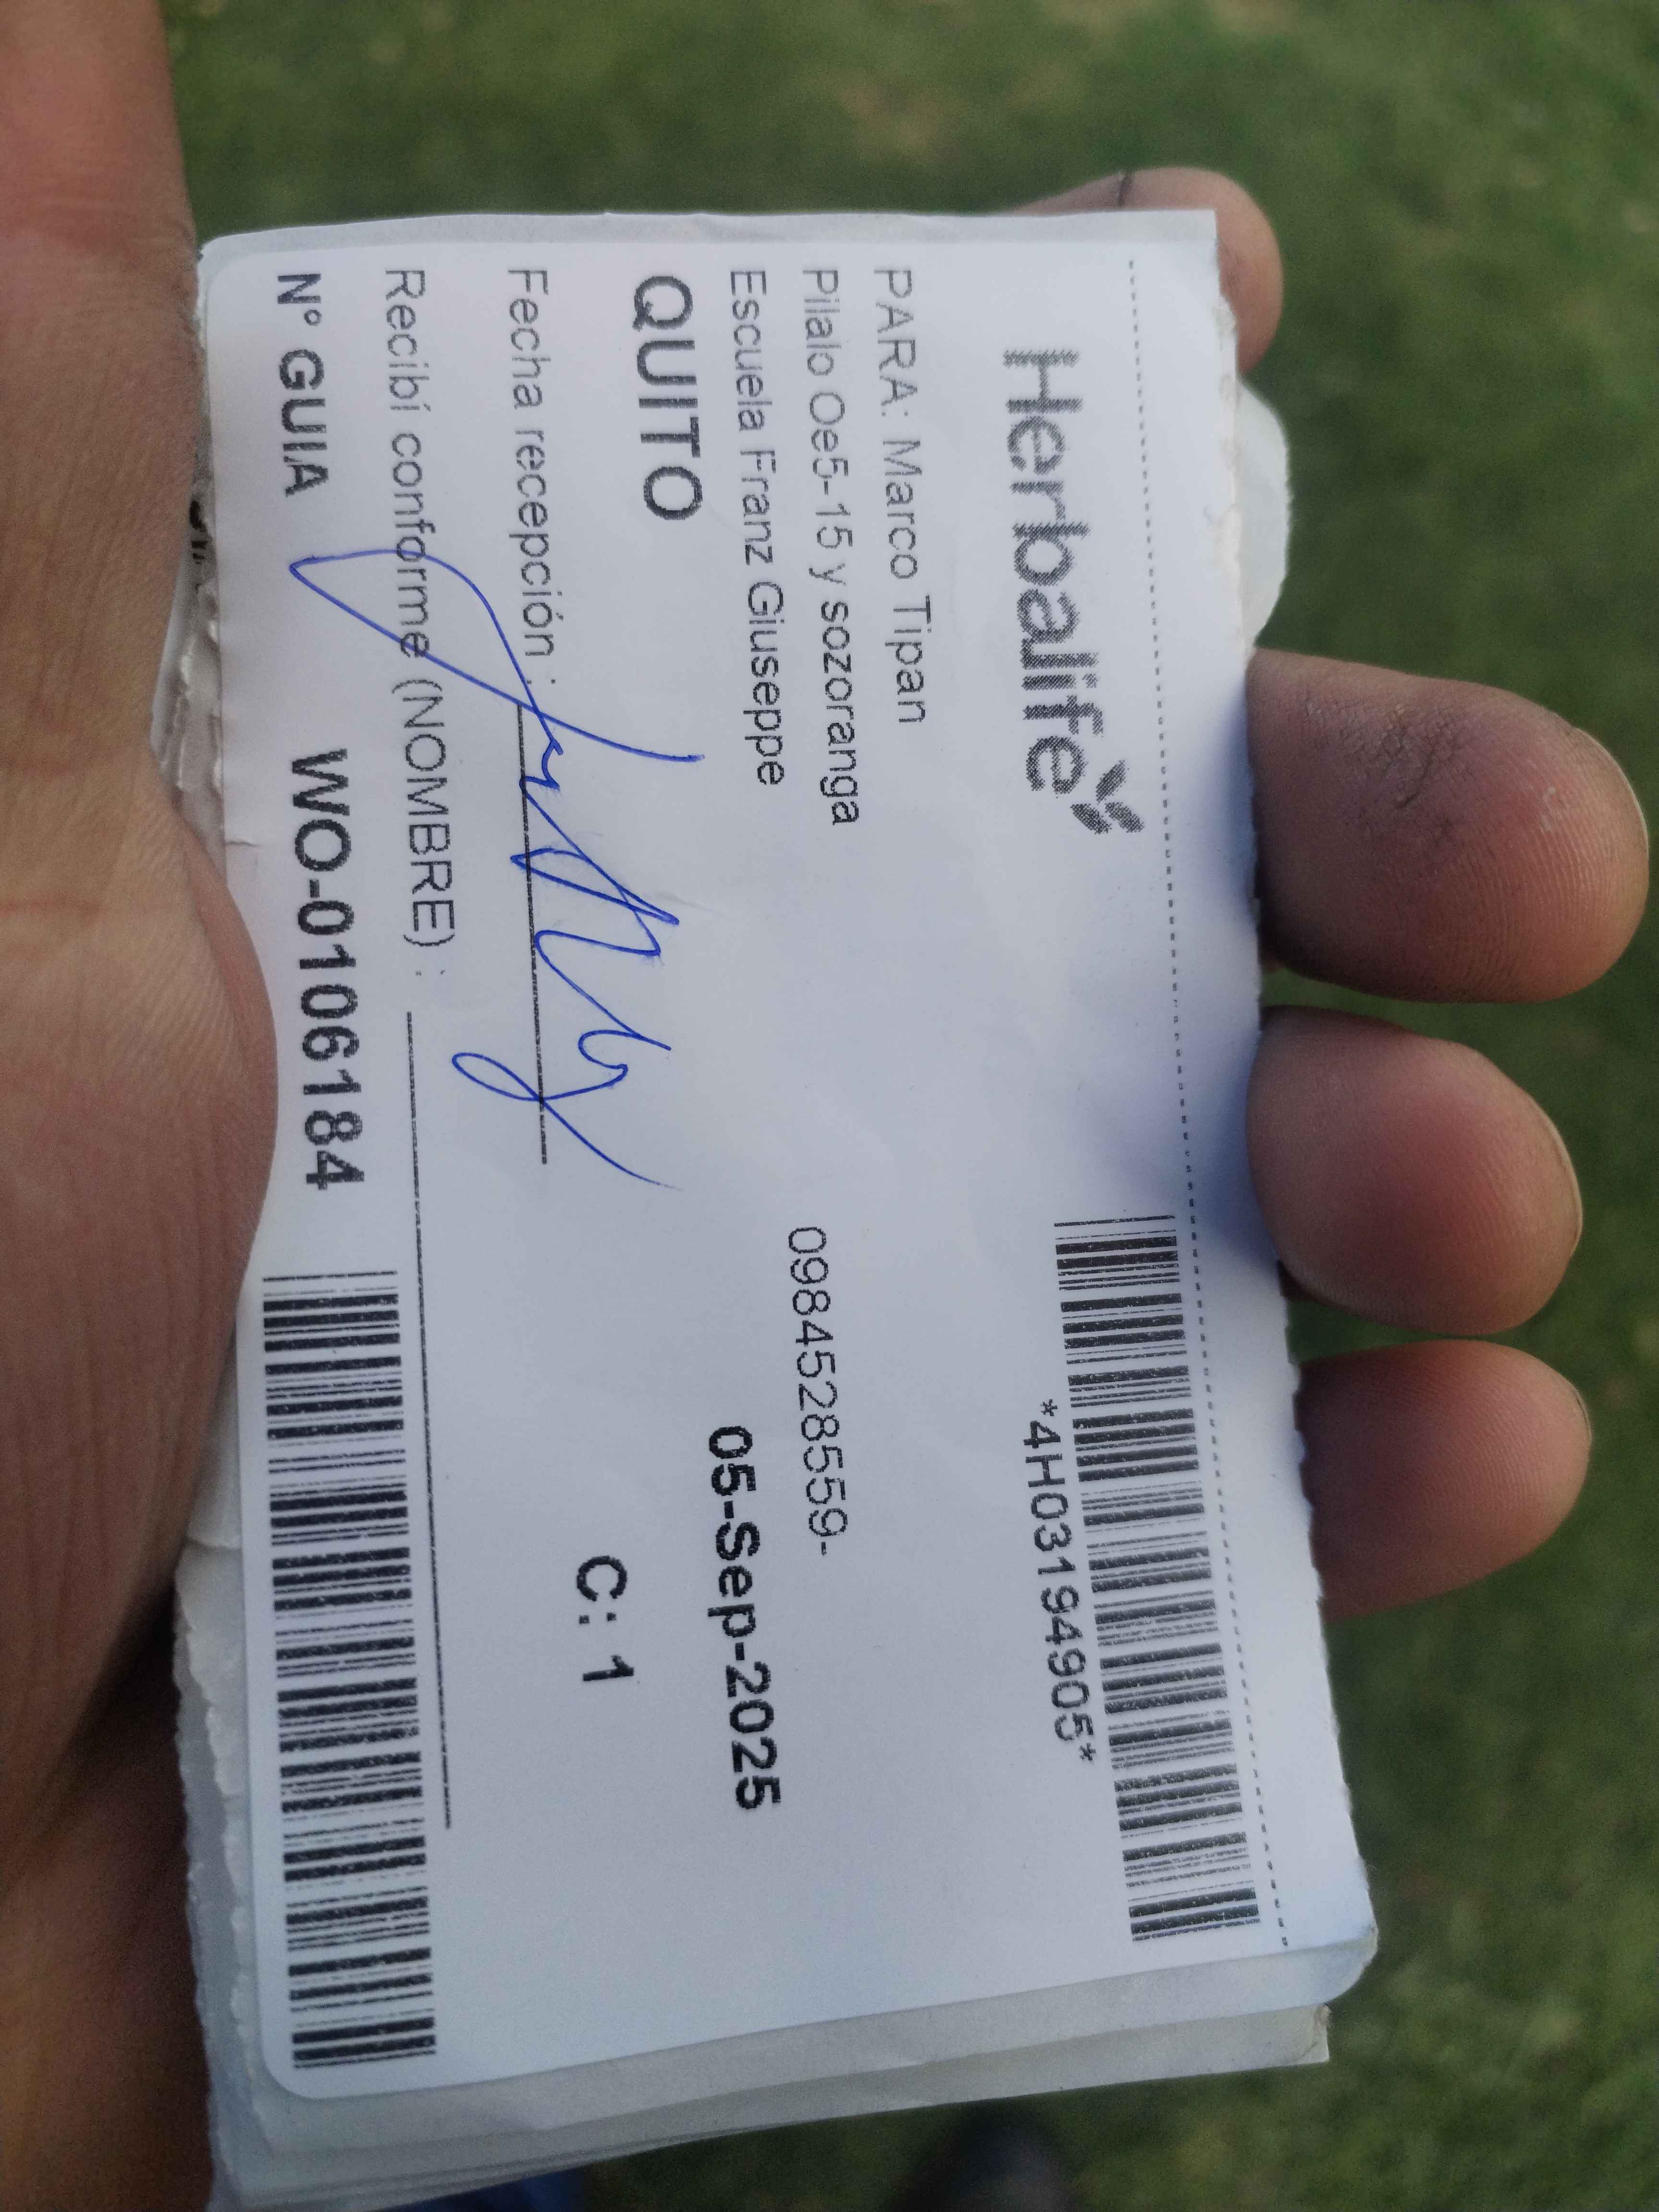 Herbalife
*4H03194905*
PARA: Marco Tipan
Pilalo Oe5-15 y sozoranga
0984528559-
Escuela Franz Giuseppe
05-Sep-2025
QUITO
C: 1
Fecha recepción :
Recibí conforme (NOMBRE) :
N° GUIA WO-0106184